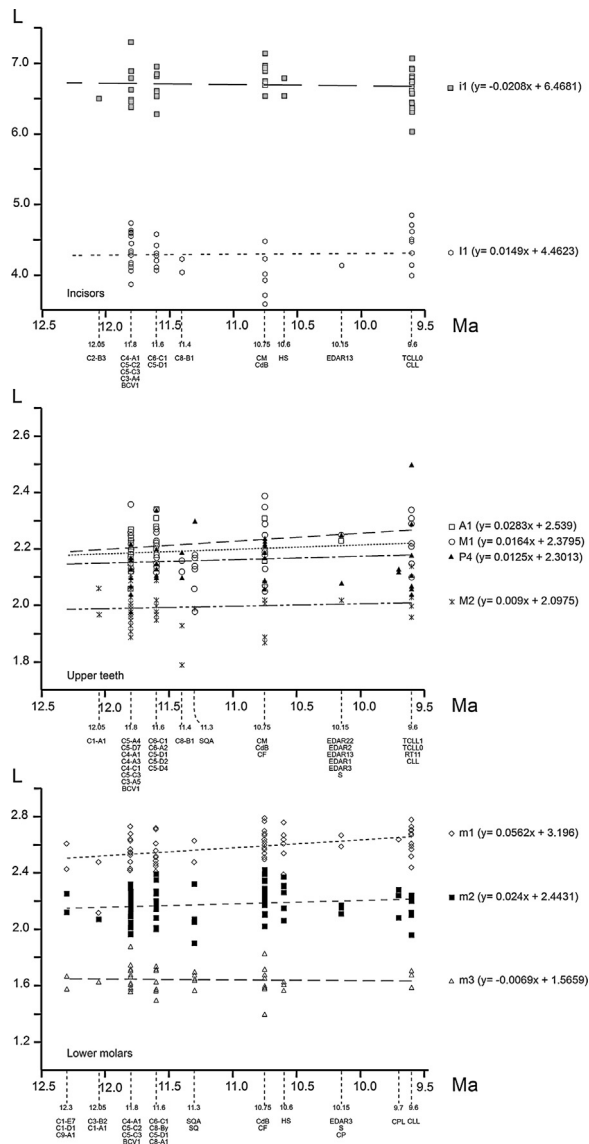 L
7.0
6.0
5.0
4.0
i1 (y= -0.0208x + 6.4681)
I1 (y= 0.0149x + 4.4623)
Incisors
12.5 12.0 11.5 11.0 10.5 10.0 9.5 Ma
12.05 11.8 11.6 11.4 10.75 10.6 10.15 9.6
C2-B3 C4-A1 C6-C1 C8-B1 CM HS EDAR13 TCLL0
C5-C2 C5-D1 CdB CLL
C5-C3
C3-A4
BCV1
L
2.6
2.4
2.2
2.0
1.8
A1 (y= 0.0283x + 2.539)
M1 (y= 0.0164x + 2.3795)
P4 (y= 0.0125x + 2.3013)
M2 (y= 0.009x + 2.0975)
Upper teeth
12.5 12.0 11.5 11.0 10.5 10.0 9.5 Ma
12.05 11.8 11.6 11.4 11.3 10.75 10.15 9.6
C1-A1 C5-A4 C6-C1 C8-B1 SQA CM EDAR22 TCLL1
C5-D7 C6-A2 CdB EDAR2 TCLL0
C4-A1 C5-D1 CF EDAR13 RT11
C4-A3 C5-D2 EDAR1 CLL
C4-C1 C5-D4 EDAR3
C5-C3 S
C3-A5
BCV1
L
2.8
2.4
2.0
1.6
1.2
m1 (y= 0.0562x + 3.196)
m2 (y= 0.024x + 2.4431)
m3 (y= -0.0069x + 1.5659)
Lower molars
12.5 12.0 11.5 11.0 10.5 10.0 9.5 Ma
12.3 12.05 11.8 11.6 11.3 10.75 10.6 10.15 9.7 9.6
C1-E7 C3-B2 C4-A1 C6-C1 SQA CdB HS EDAR3 CPL CLL
C1-D1 C1-A1 C5-C2 C8-By SQ CF S
C9-A1 C5-C3 C5-D1 CP
BCV1 C8-A1